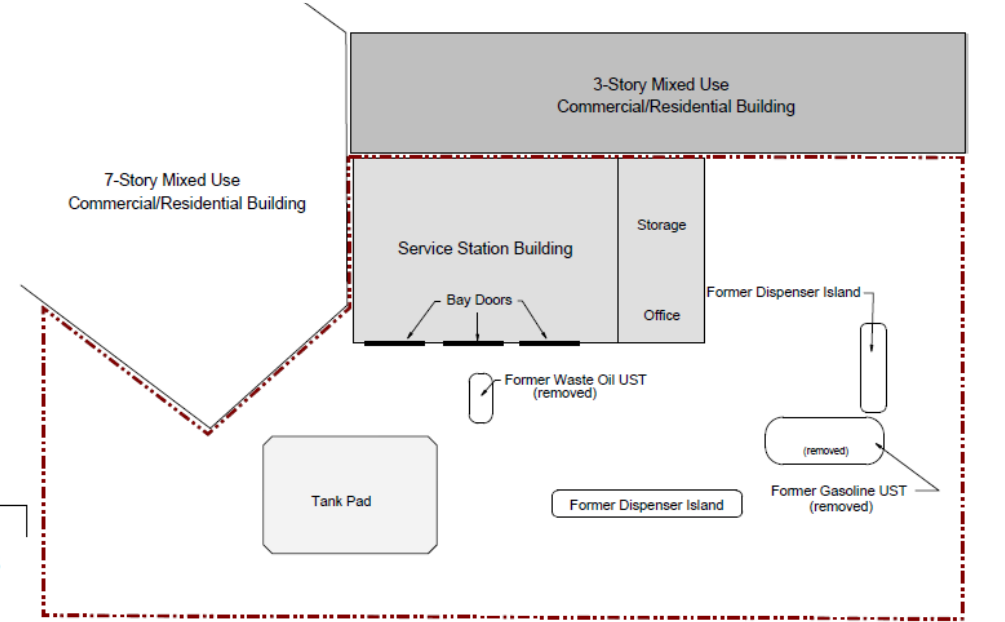 3-Story Mixed Use
Commercial/Residential Building
7-Story Mixed Use
Commercial/Residential Building
Service Station Building
Storage
Bay Doors
Office
Former Dispenser Island
Former Waste Oil UST
(removed)
(removed)
Former Gasoline UST
(removed)
Tank Pad
Former Dispenser Island